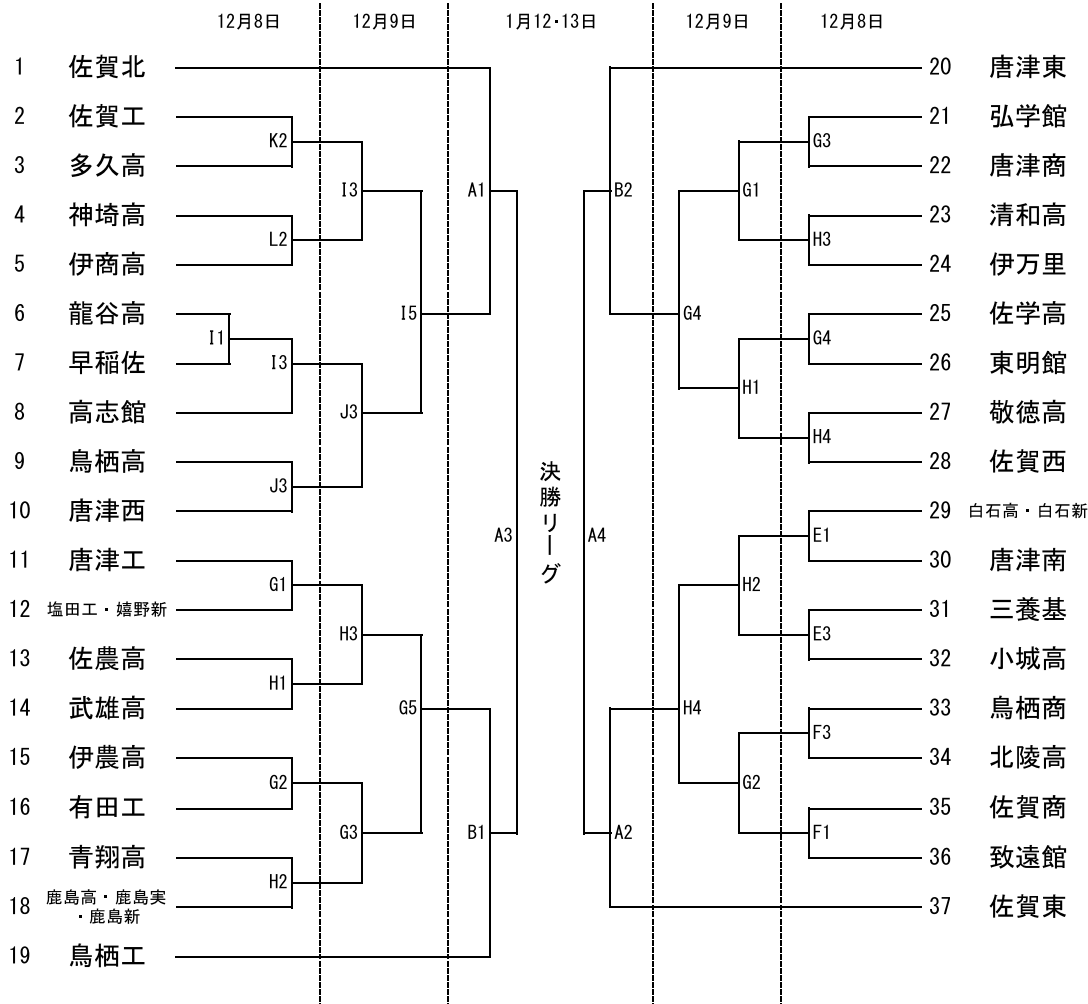 12月8日 12月9日 1月12・13日 12月9日 12月8日
1 佐賀北
2 佐賀工
K2
3 多久高
I3
4 神埼高
L2
5 伊商高
A1
I5
6 龍谷高
I1
7 早稲佐
I3
8 高志館
J3
9 鳥栖高
J3
10 唐津西
11 唐津工
G1
12 塩田工・嬉野新
H3
13 佐農高
H1
14 武雄高
G5
15 伊農高
G2
16 有田工
G3
17 青翔高
H2
18 鹿島高・鹿島実
・鹿島新
B1
19 鳥栖工
A3
決勝リーグ
A4
20 唐津東
B2
21 弘学館
G3
22 唐津商
G1
23 清和高
H3
24 伊万里
G4
25 佐学高
G4
26 東明館
H1
27 敬徳高
H4
28 佐賀西
29 白石高・白石新
E1
30 唐津南
H2
31 三養基
E3
32 小城高
H4
33 鳥栖商
F3
34 北陵高
G2
35 佐賀商
F1
36 致遠館
A2
37 佐賀東